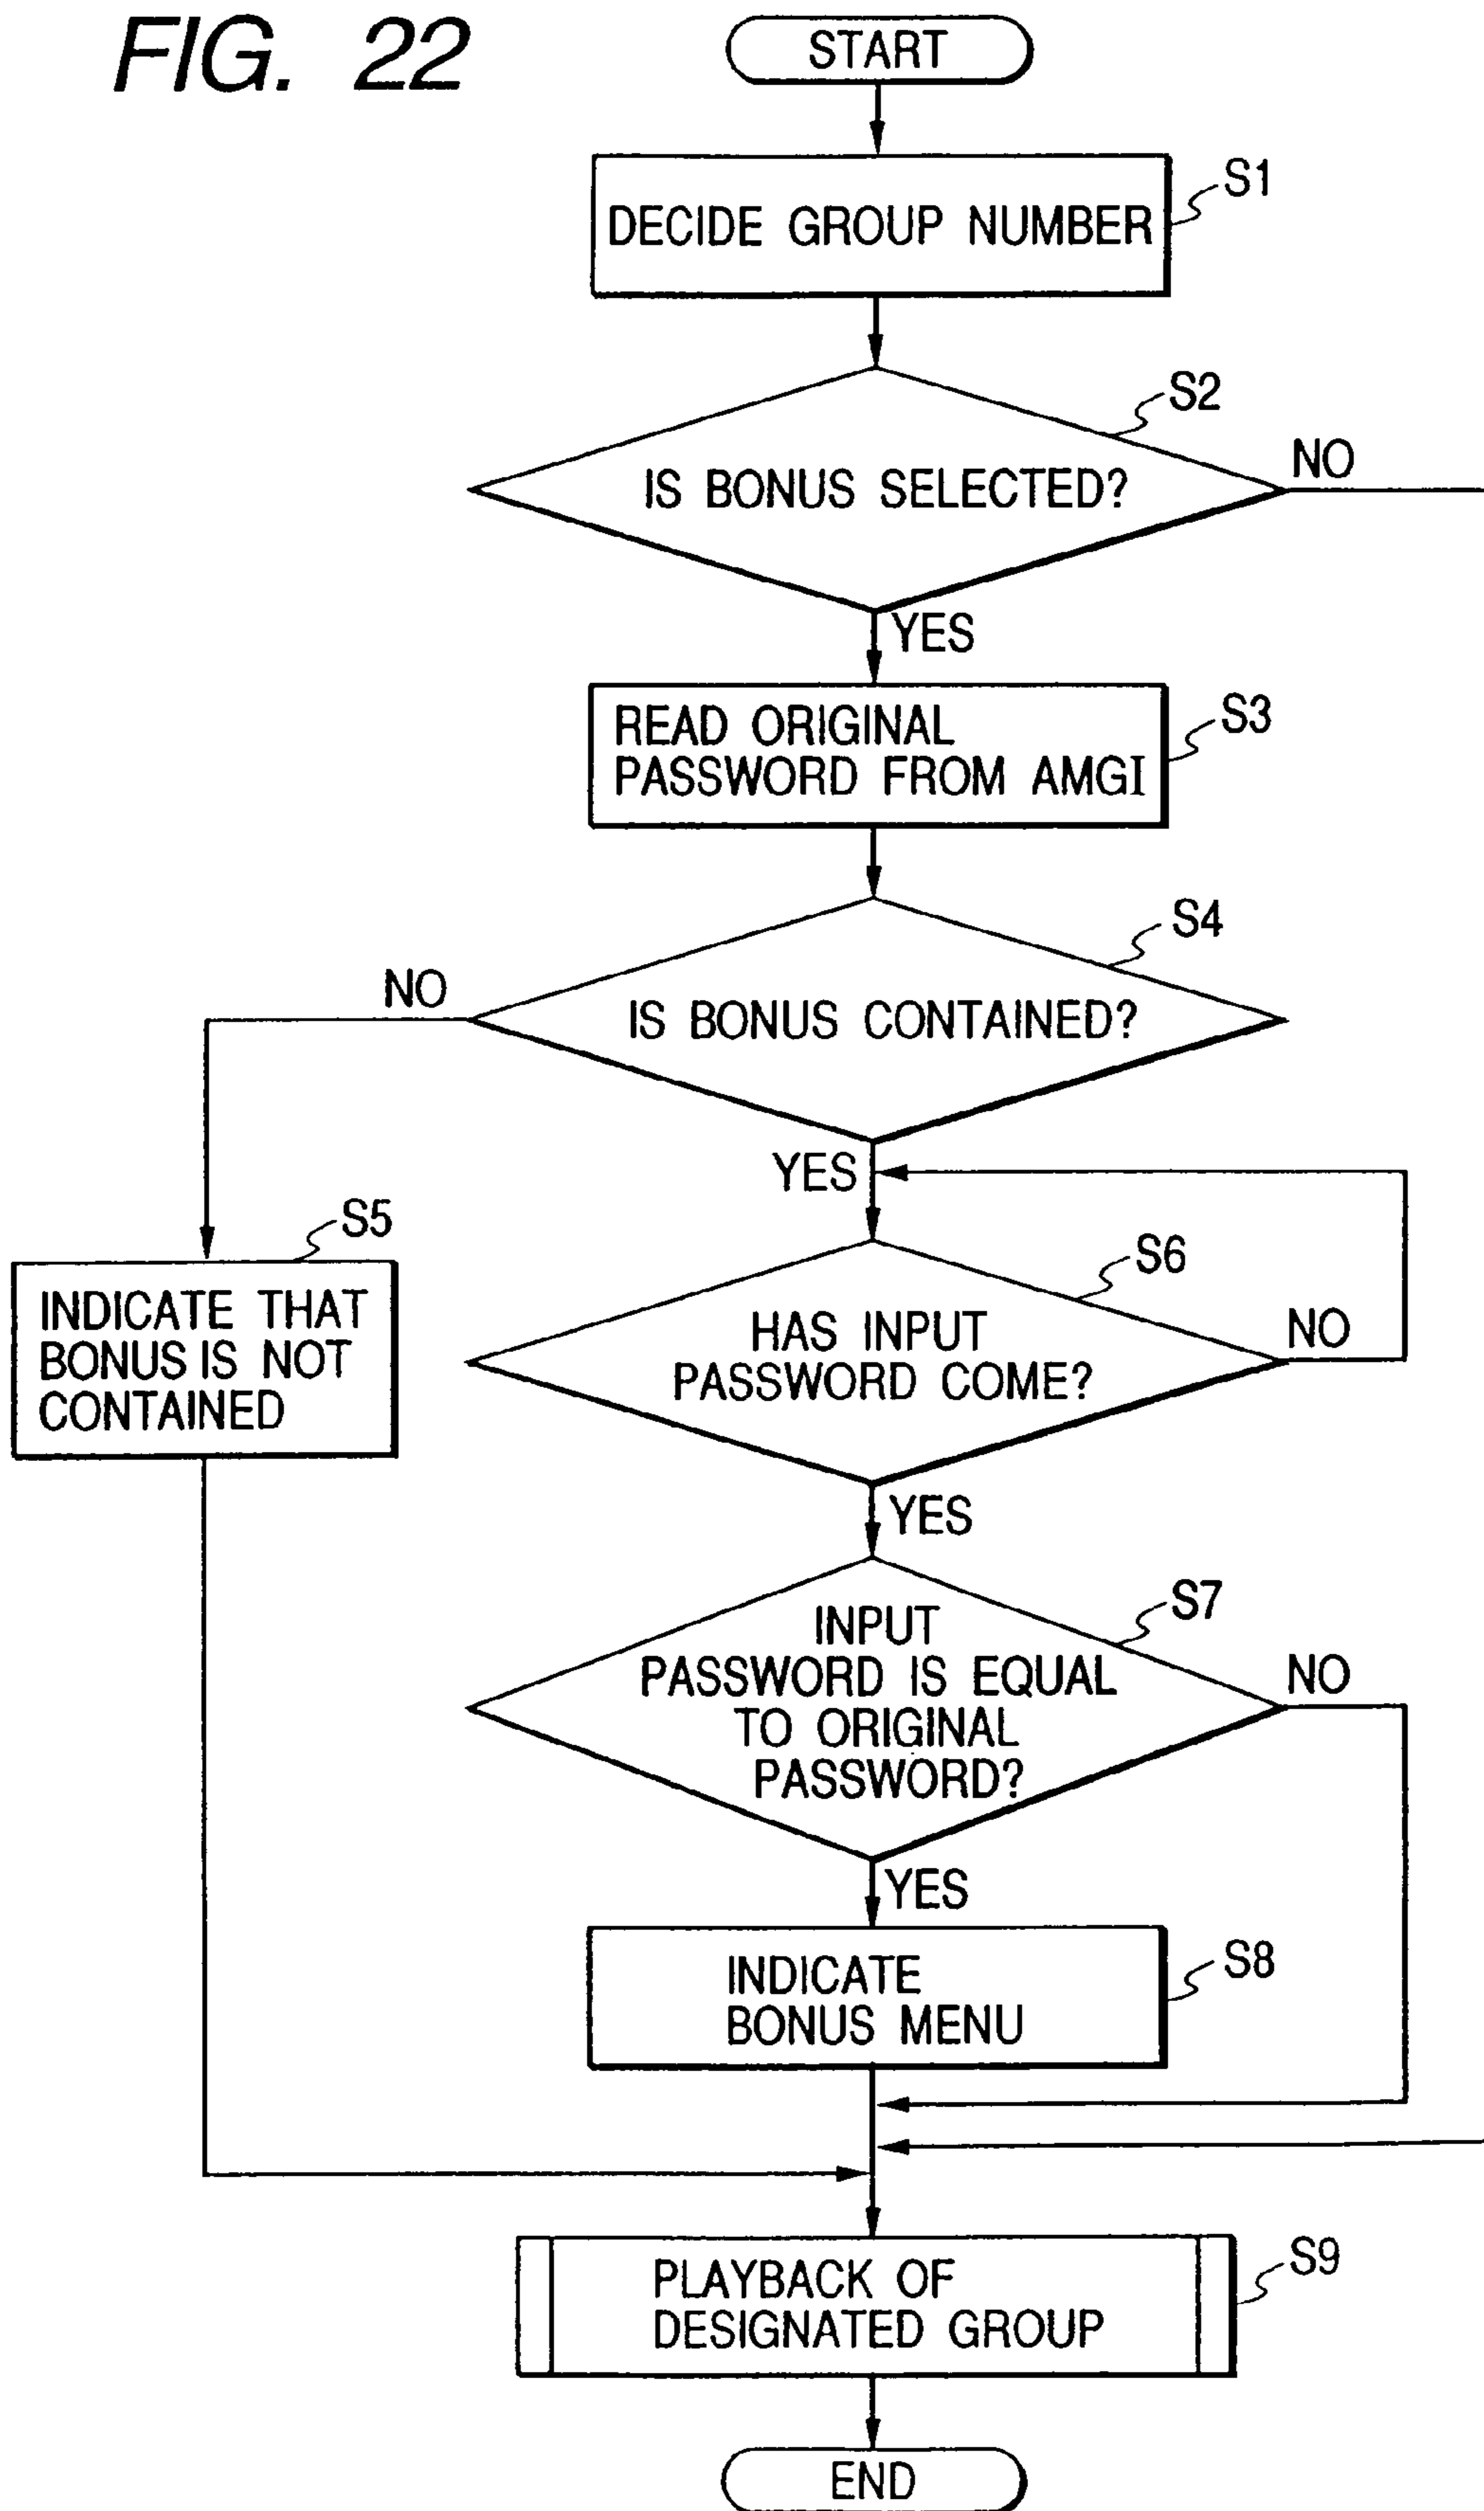 FIG. 22
START
DECIDE GROUP NUMBER
S1
S2
IS BONUS SELECTED?
NO
YES
READ ORIGINAL
PASSWORD FROM AMGI
S3
S4
NO
IS BONUS CONTAINED?
YES
S5
INDICATE THAT
BONUS IS NOT
CONTAINED
S6
HAS INPUT
PASSWORD COME?
NO
YES
S7
INPUT
PASSWORD IS EQUAL
TO ORIGINAL
PASSWORD?
NO
YES
INDICATE
BONUS MENU
S8
PLAYBACK OF
DESIGNATED GROUP
S9
END